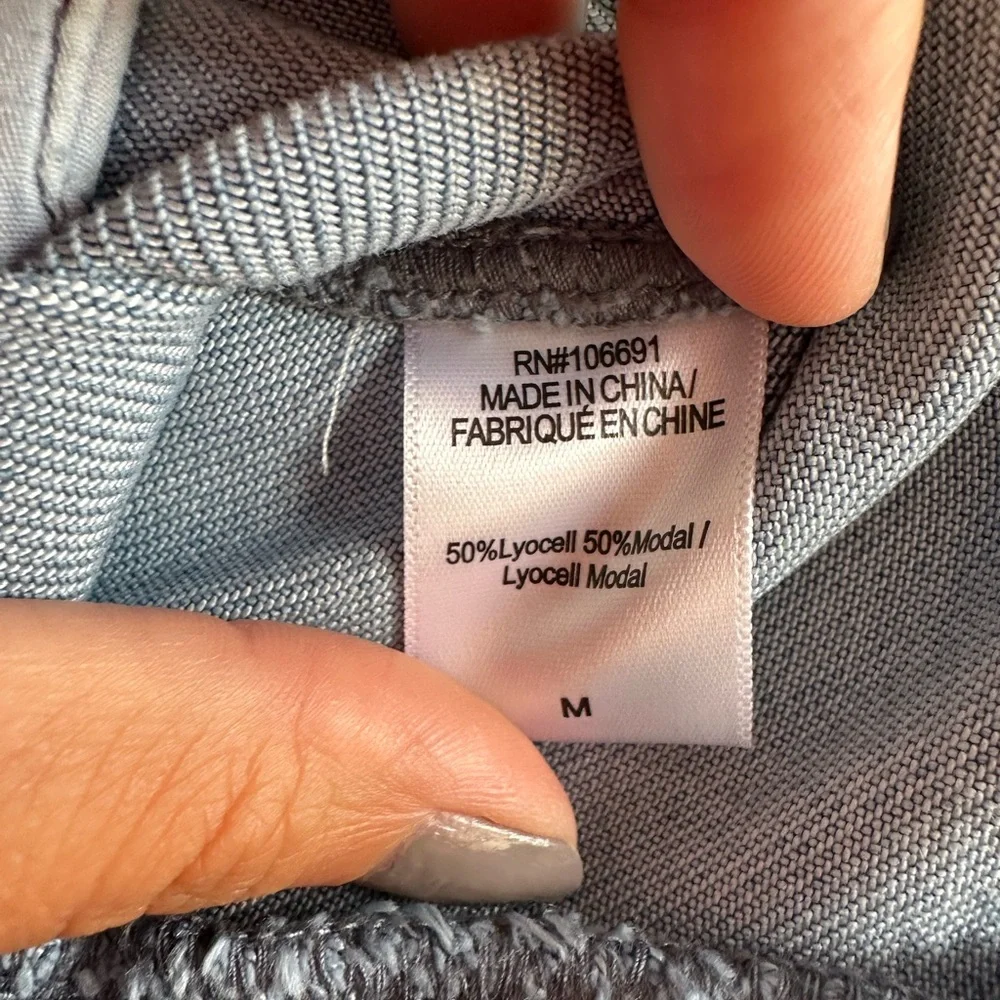 RN#106691
MADE IN CHINA/
FABRIQUÉ EN CHINE
50%Lyocell 50%Modal /
Lyocell Modal
M